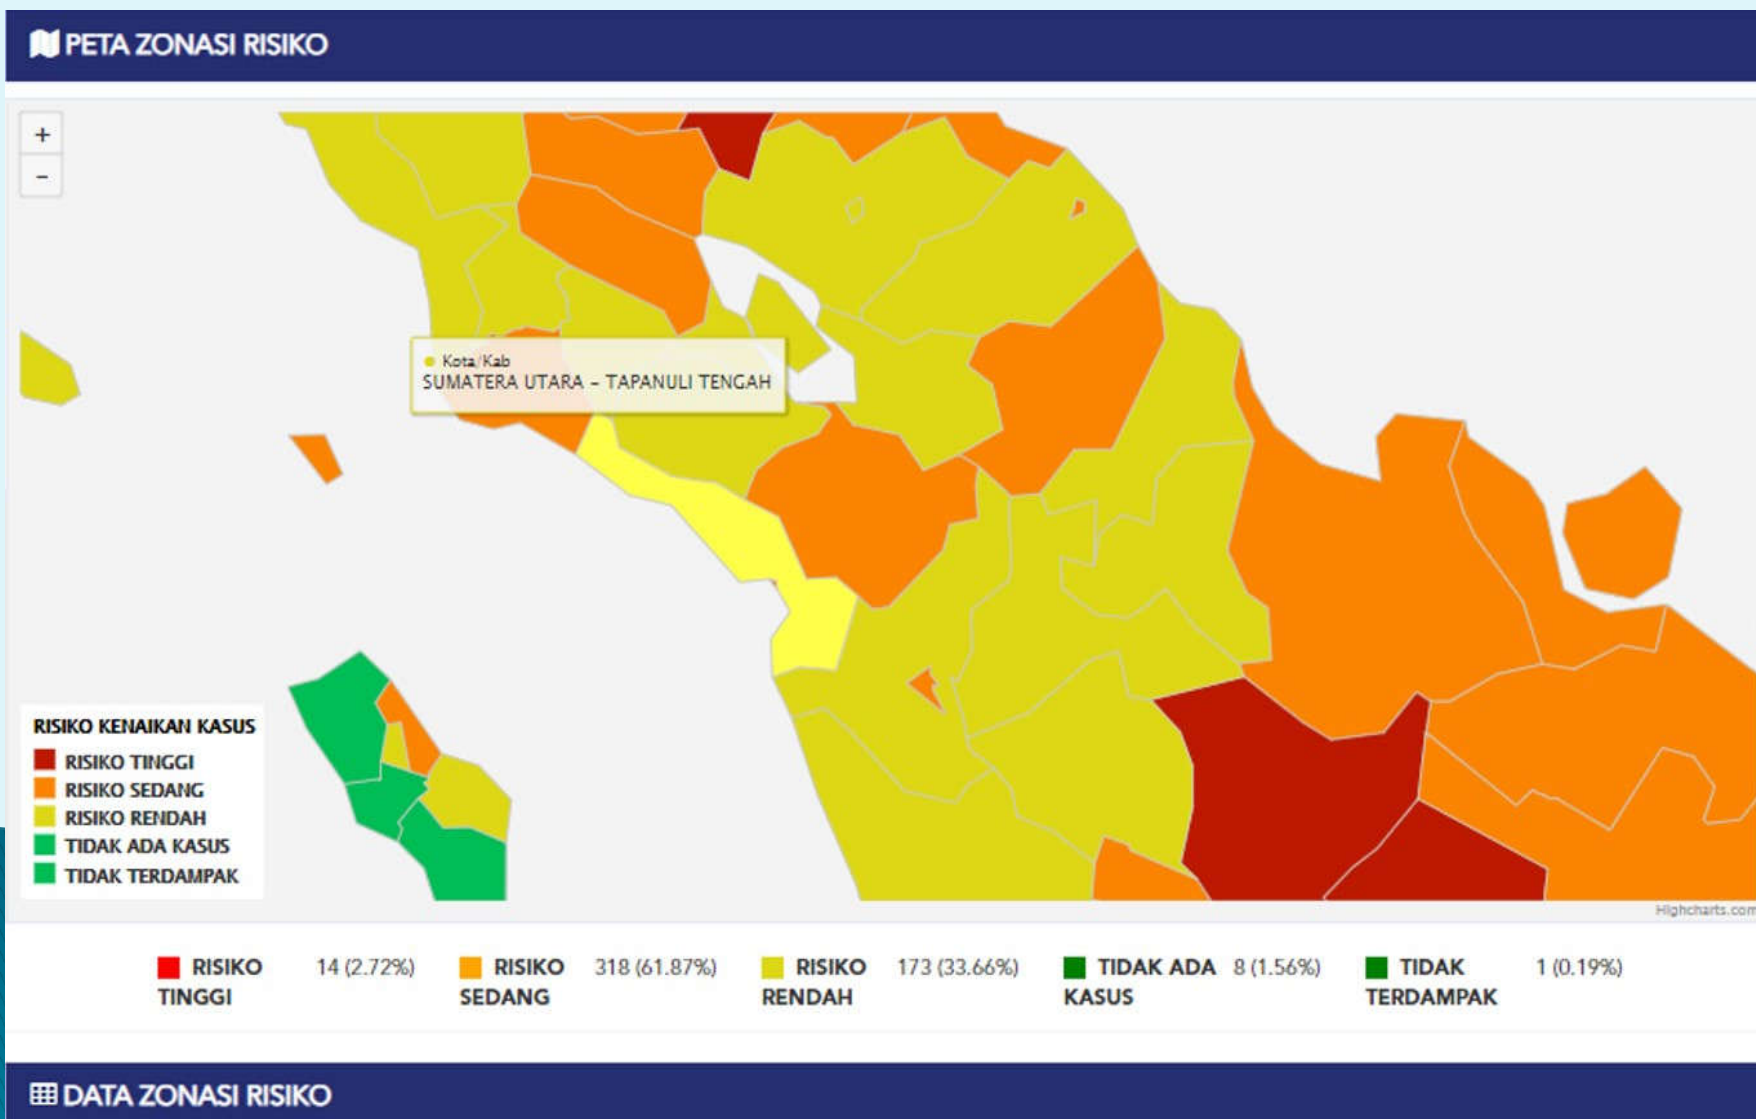 PETA ZONASI RISIKO
+
-
Kota/Kab
SUMATERA UTARA - TAPANULI TENGAH
RISIKO KENAIKAN KASUS
RISIKO TINGGI
RISIKO SEDANG
RISIKO RENDAH
TIDAK ADA KASUS
TIDAK TERDAMPAK
Highcharts.com
RISIKO TINGGI 14 (2.72%)
RISIKO SEDANG 318 (61.87%)
RISIKO RENDAH 173 (33.66%)
TIDAK ADA KASUS 8 (1.56%)
TIDAK TERDAMPAK 1 (0.19%)
DATA ZONASI RISIKO